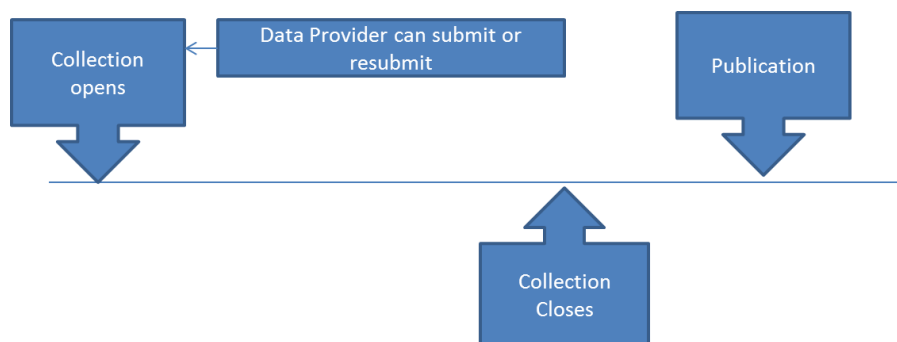 Collection
opens
Data Provider can submit or
resubmit
Publication
Collection
Closes